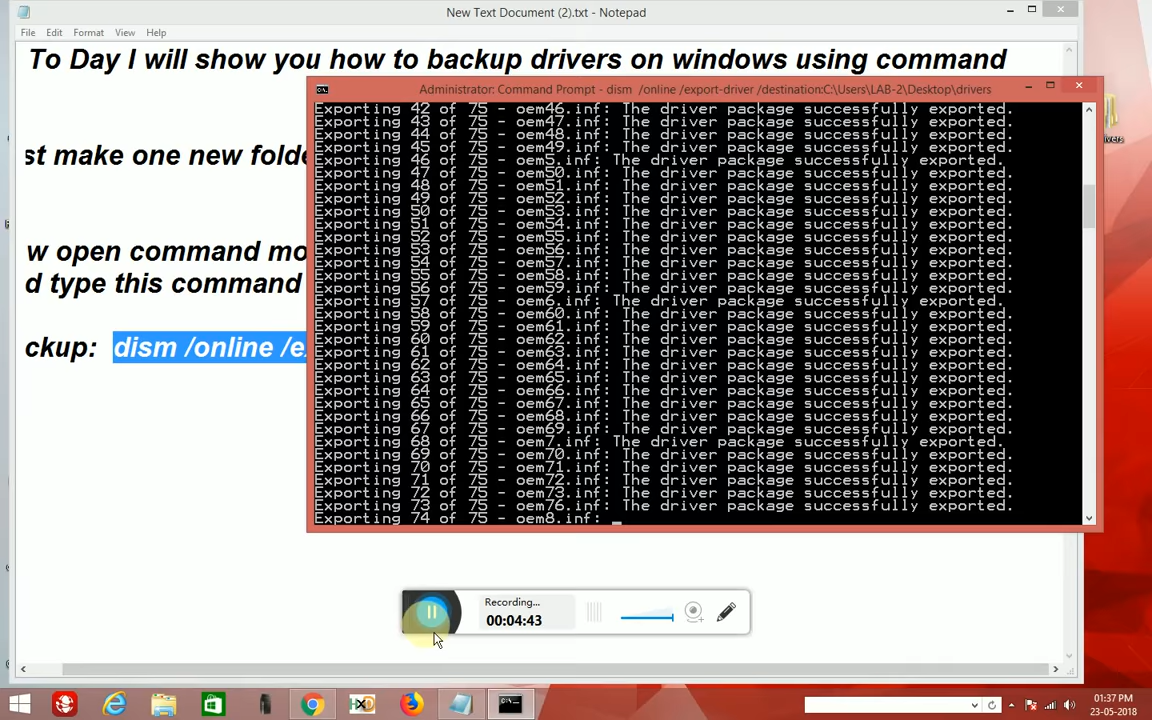 New Text Document (2).txt - Notepad
File Edit Format View Help
To Day I will show you how to backup drivers on windows using command
st make one new folde
w open command mo
d type this command
ckup: dism /online /e
Administrator: Command Prompt - dism /online /export-driver /destination:C:\Users\LAB-2\Desktop\drivers
Exporting 42 of 75 - oem46.inf: The driver package successfully exported.
Exporting 43 of 75 - oem47.inf: The driver package successfully exported.
Exporting 44 of 75 - oem48.inf: The driver package successfully exported.
Exporting 45 of 75 - oem49.inf: The driver package successfully exported.
Exporting 46 of 75 - oem5.inf: The driver package successfully exported.
Exporting 47 of 75 - oem50.inf: The driver package successfully exported.
Exporting 48 of 75 - oem51.inf: The driver package successfully exported.
Exporting 49 of 75 - oem52.inf: The driver package successfully exported.
Exporting 50 of 75 - oem53.inf: The driver package successfully exported.
Exporting 51 of 75 - oem54.inf: The driver package successfully exported.
Exporting 52 of 75 - oem55.inf: The driver package successfully exported.
Exporting 53 of 75 - oem56.inf: The driver package successfully exported.
Exporting 54 of 75 - oem57.inf: The driver package successfully exported.
Exporting 55 of 75 - oem58.inf: The driver package successfully exported.
Exporting 56 of 75 - oem59.inf: The driver package successfully exported.
Exporting 57 of 75 - oem6.inf: The driver package successfully exported.
Exporting 58 of 75 - oem60.inf: The driver package successfully exported.
Exporting 59 of 75 - oem61.inf: The driver package successfully exported.
Exporting 60 of 75 - oem62.inf: The driver package successfully exported.
Exporting 61 of 75 - oem63.inf: The driver package successfully exported.
Exporting 62 of 75 - oem64.inf: The driver package successfully exported.
Exporting 63 of 75 - oem65.inf: The driver package successfully exported.
Exporting 64 of 75 - oem66.inf: The driver package successfully exported.
Exporting 65 of 75 - oem67.inf: The driver package successfully exported.
Exporting 66 of 75 - oem68.inf: The driver package successfully exported.
Exporting 67 of 75 - oem69.inf: The driver package successfully exported.
Exporting 68 of 75 - oem7.inf: The driver package successfully exported.
Exporting 69 of 75 - oem70.inf: The driver package successfully exported.
Exporting 70 of 75 - oem71.inf: The driver package successfully exported.
Exporting 71 of 75 - oem72.inf: The driver package successfully exported.
Exporting 72 of 75 - oem73.inf: The driver package successfully exported.
Exporting 73 of 75 - oem76.inf: The driver package successfully exported.
Exporting 74 of 75 - oem8.inf:
ivers
Recording...
00:04:43
01:37 PM
23-05-2018